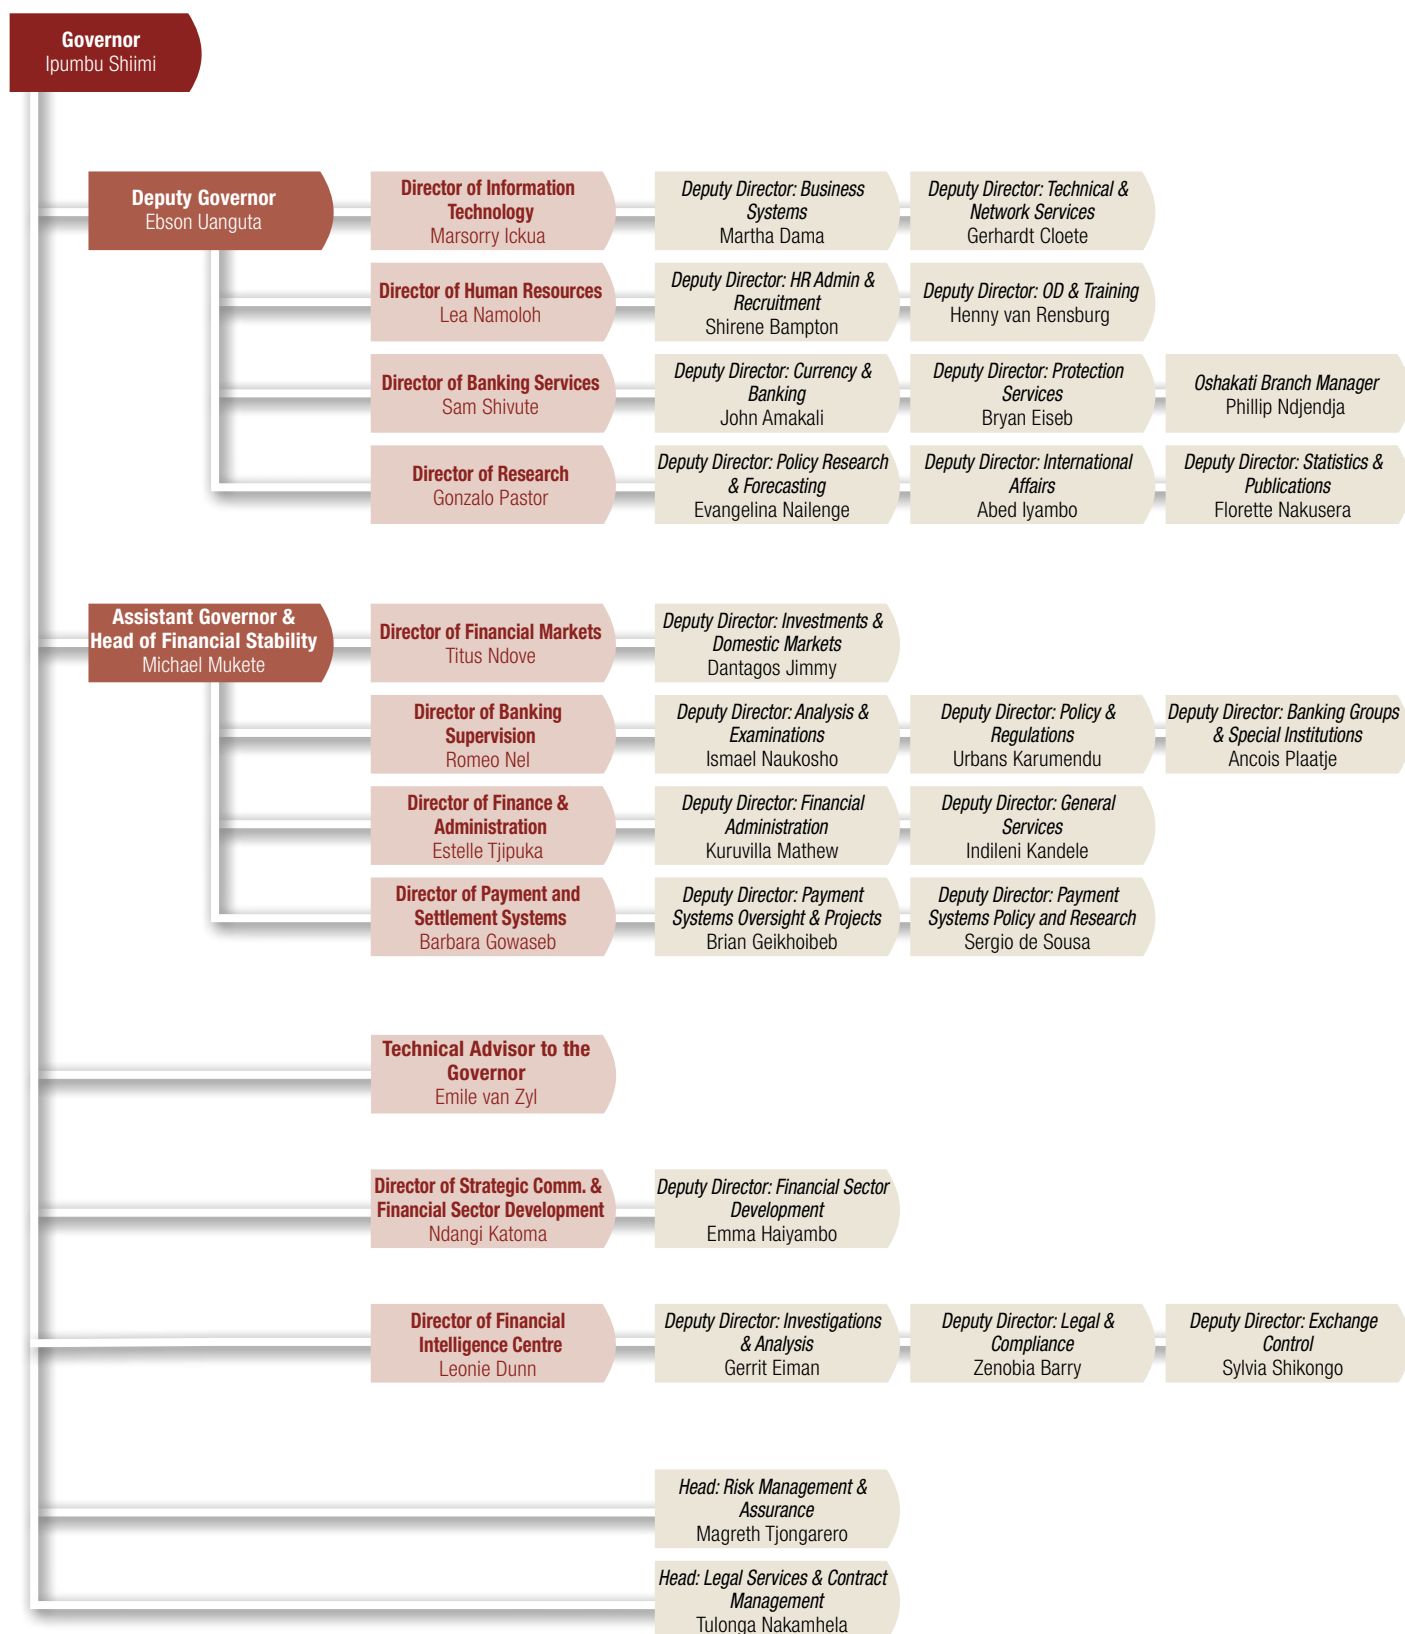 Governor
Ipumbu Shiimi
Deputy Governor
Ebson Uanguta
Director of Information
Technology
Marsorry Ickua
Deputy Director: Business
Systems
Martha Dama
Deputy Director: Technical &
Network Services
Gerhardt Cloete
Director of Human Resources
Lea Namoloh
Deputy Director: HR Admin &
Recruitment
Shirene Bampton
Deputy Director: OD & Training
Henny van Rensburg
Director of Banking Services
Sam Shivute
Deputy Director: Currency &
Banking
John Amakali
Deputy Director: Protection
Services
Bryan Eiseb
Oshakati Branch Manager
Phillip Ndjendja
Director of Research
Gonzalo Pastor
Deputy Director: Policy Research
& Forecasting
Evangelina Nailenge
Deputy Director: International
Affairs
Abed Iyambo
Deputy Director: Statistics &
Publications
Florette Nakusera
Assistant Governor &
Head of Financial Stability
Michael Mukete
Director of Financial Markets
Titus Ndove
Deputy Director: Investments &
Domestic Markets
Dantagos Jimmy
Director of Banking
Supervision
Romeo Nel
Deputy Director: Analysis &
Examinations
Ismael Naukosho
Deputy Director: Policy &
Regulations
Urbans Karumendu
Deputy Director: Banking Groups
& Special Institutions
Ancois Plaatje
Director of Finance &
Administration
Estelle Tjipuka
Deputy Director: Financial
Administration
Kuruvilla Mathew
Deputy Director: General
Services
Indileni Kandele
Director of Payment and
Settlement Systems
Barbara Gowaseb
Deputy Director: Payment
Systems Oversight & Projects
Brian Geikhoibeb
Deputy Director: Payment
Systems Policy and Research
Sergio de Sousa
Technical Advisor to the
Governor
Emile van Zyl
Director of Strategic Comm. &
Financial Sector Development
Ndangi Katoma
Deputy Director: Financial Sector
Development
Emma Haiyambo
Director of Financial
Intelligence Centre
Leonie Dunn
Deputy Director: Investigations
& Analysis
Gerrit Eiman
Deputy Director: Legal &
Compliance
Zenobia Barry
Deputy Director: Exchange
Control
Sylvia Shikongo
Head: Risk Management &
Assurance
Magreth Tjongarero
Head: Legal Services & Contract
Management
Tulonga Nakamhela